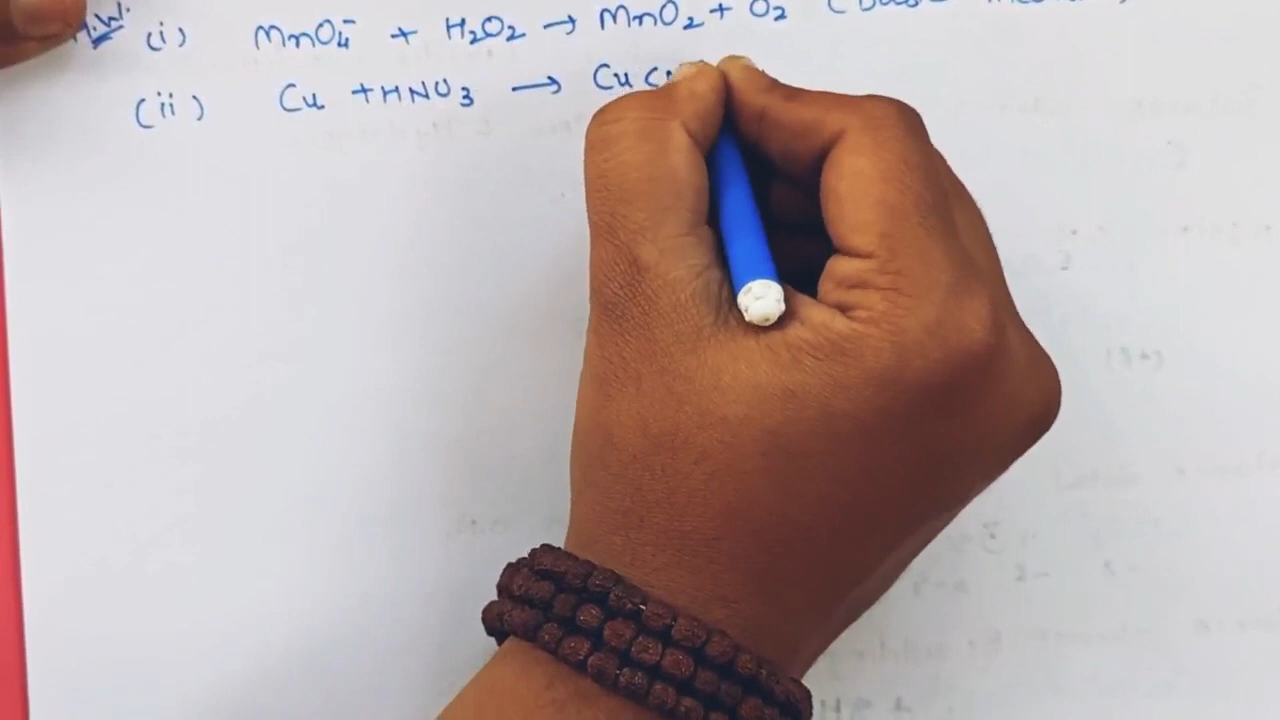 H.W. (i) MnO₄⁻ + H₂O₂ → MnO₂ + O₂ (
(ii) Cu + HNO₃ → Cu(